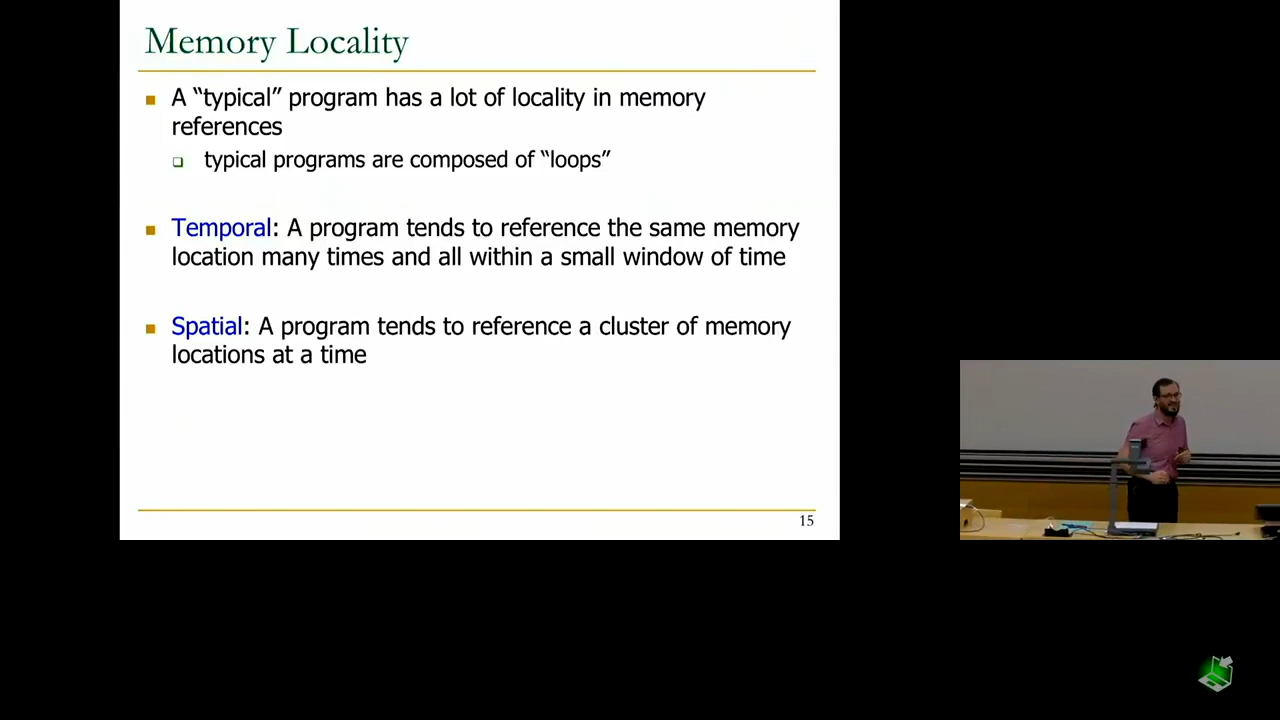 Memory Locality
A “typical” program has a lot of locality in memory
references
typical programs are composed of “loops”
Temporal: A program tends to reference the same memory
location many times and all within a small window of time
Spatial: A program tends to reference a cluster of memory
locations at a time
15